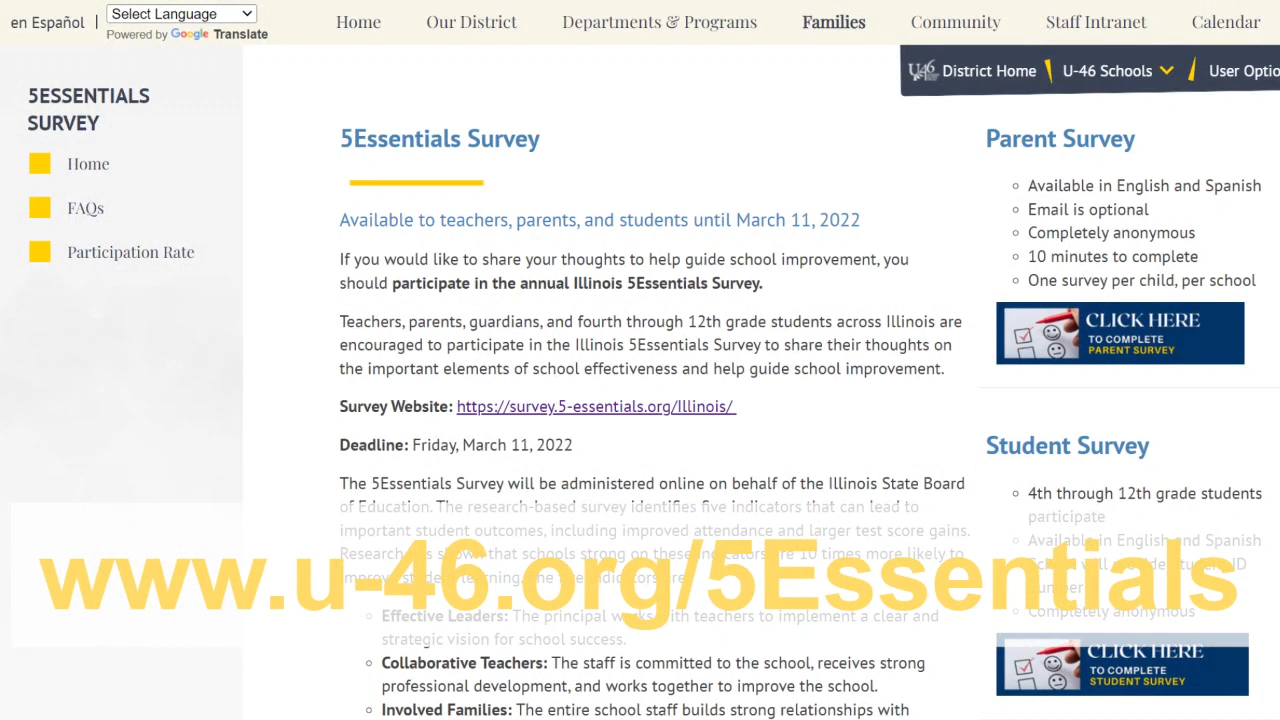 en Español | Select Language
Powered by Google Translate
Home Our District Departments & Programs Families Community Staff Intranet Calendar
U46 District Home U-46 Schools User Optio
5ESSENTIALS
SURVEY
Home
FAQs
Participation Rate
5Essentials Survey
Available to teachers, parents, and students until March 11, 2022
If you would like to share your thoughts to help guide school improvement, you
should participate in the annual Illinois 5Essentials Survey.
Teachers, parents, guardians, and fourth through 12th grade students across Illinois are
encouraged to participate in the Illinois 5Essentials Survey to share their thoughts on
the important elements of school effectiveness and help guide school improvement.
Survey Website: https://survey.5-essentials.org/Illinois/
Deadline: Friday, March 11, 2022
The 5Essentials Survey will be administered online on behalf of the Illinois State Board
of Education. The research-based survey identifies five indicators that can lead to
important student outcomes, including improved attendance and larger test score gains.
that schools strong on these 10 times more likely to
Effective Leaders: The principal works with teachers to implement a clear and
strategic vision for school success.
Collaborative Teachers: The staff is committed to the school, receives strong
professional development, and works together to improve the school.
Involved Families: The entire school staff builds strong relationships with
Parent Survey
Available in English and Spanish
Email is optional
Completely anonymous
10 minutes to complete
One survey per child, per school
CLICK HERE
TO COMPLETE
PARENT SURVEY
Student Survey
4th through 12th grade students
participate
Available in English and Spanish
Completely anonymous
CLICK HERE
TO COMPLETE
STUDENT SURVEY
www.u-46.org/5Essentials